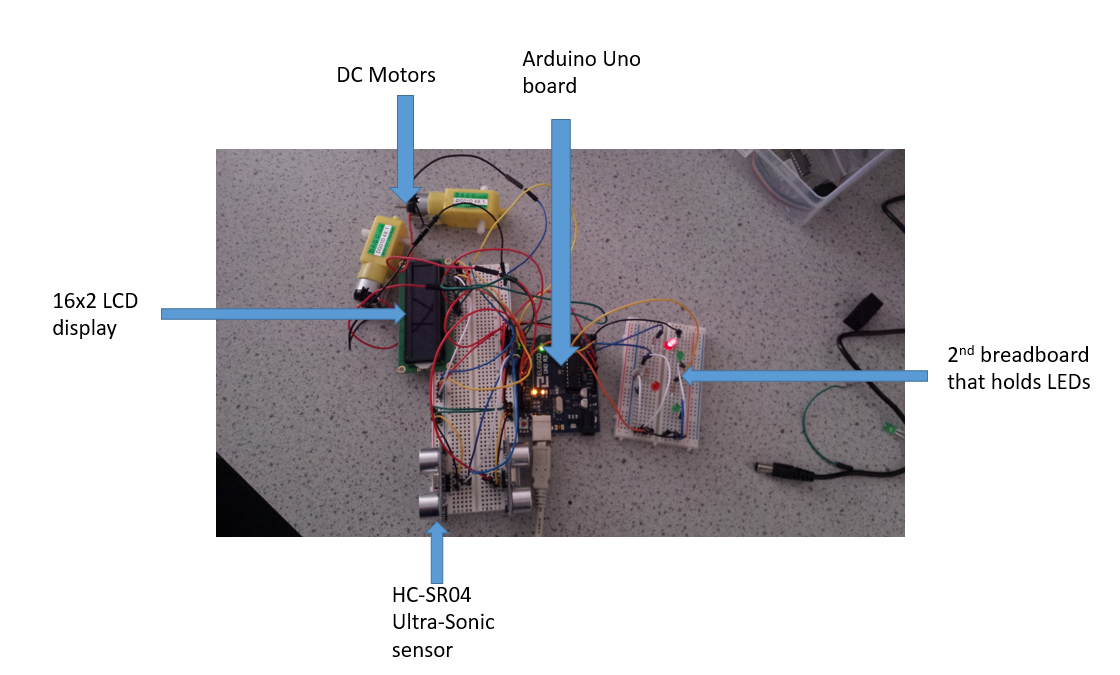 DC Motors
Arduino Uno
board
16x2 LCD
display
2nd breadboard
that holds LEDs
HC-SR04
Ultra-Sonic
sensor